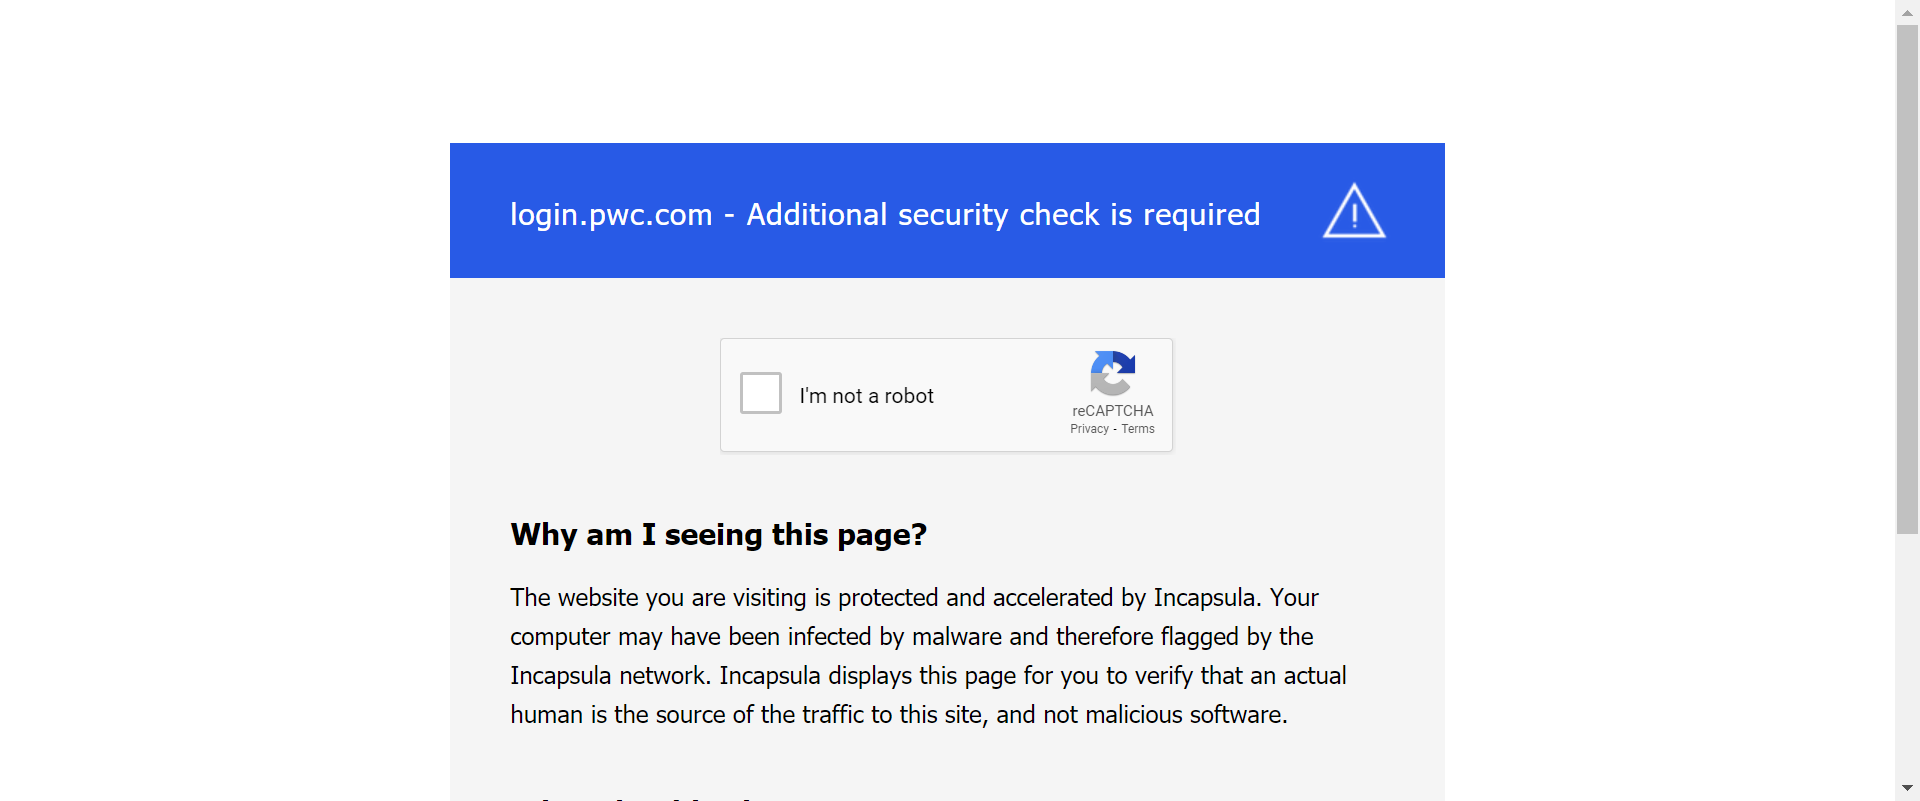 login.pwc.com - Additional security check is required
I'm not a robot
reCAPTCHA
Privacy - Terms
Why am I seeing this page?
The website you are visiting is protected and accelerated by Incapsula. Your
computer may have been infected by malware and therefore flagged by the
Incapsula network. Incapsula displays this page for you to verify that an actual
human is the source of the traffic to this site, and not malicious software.